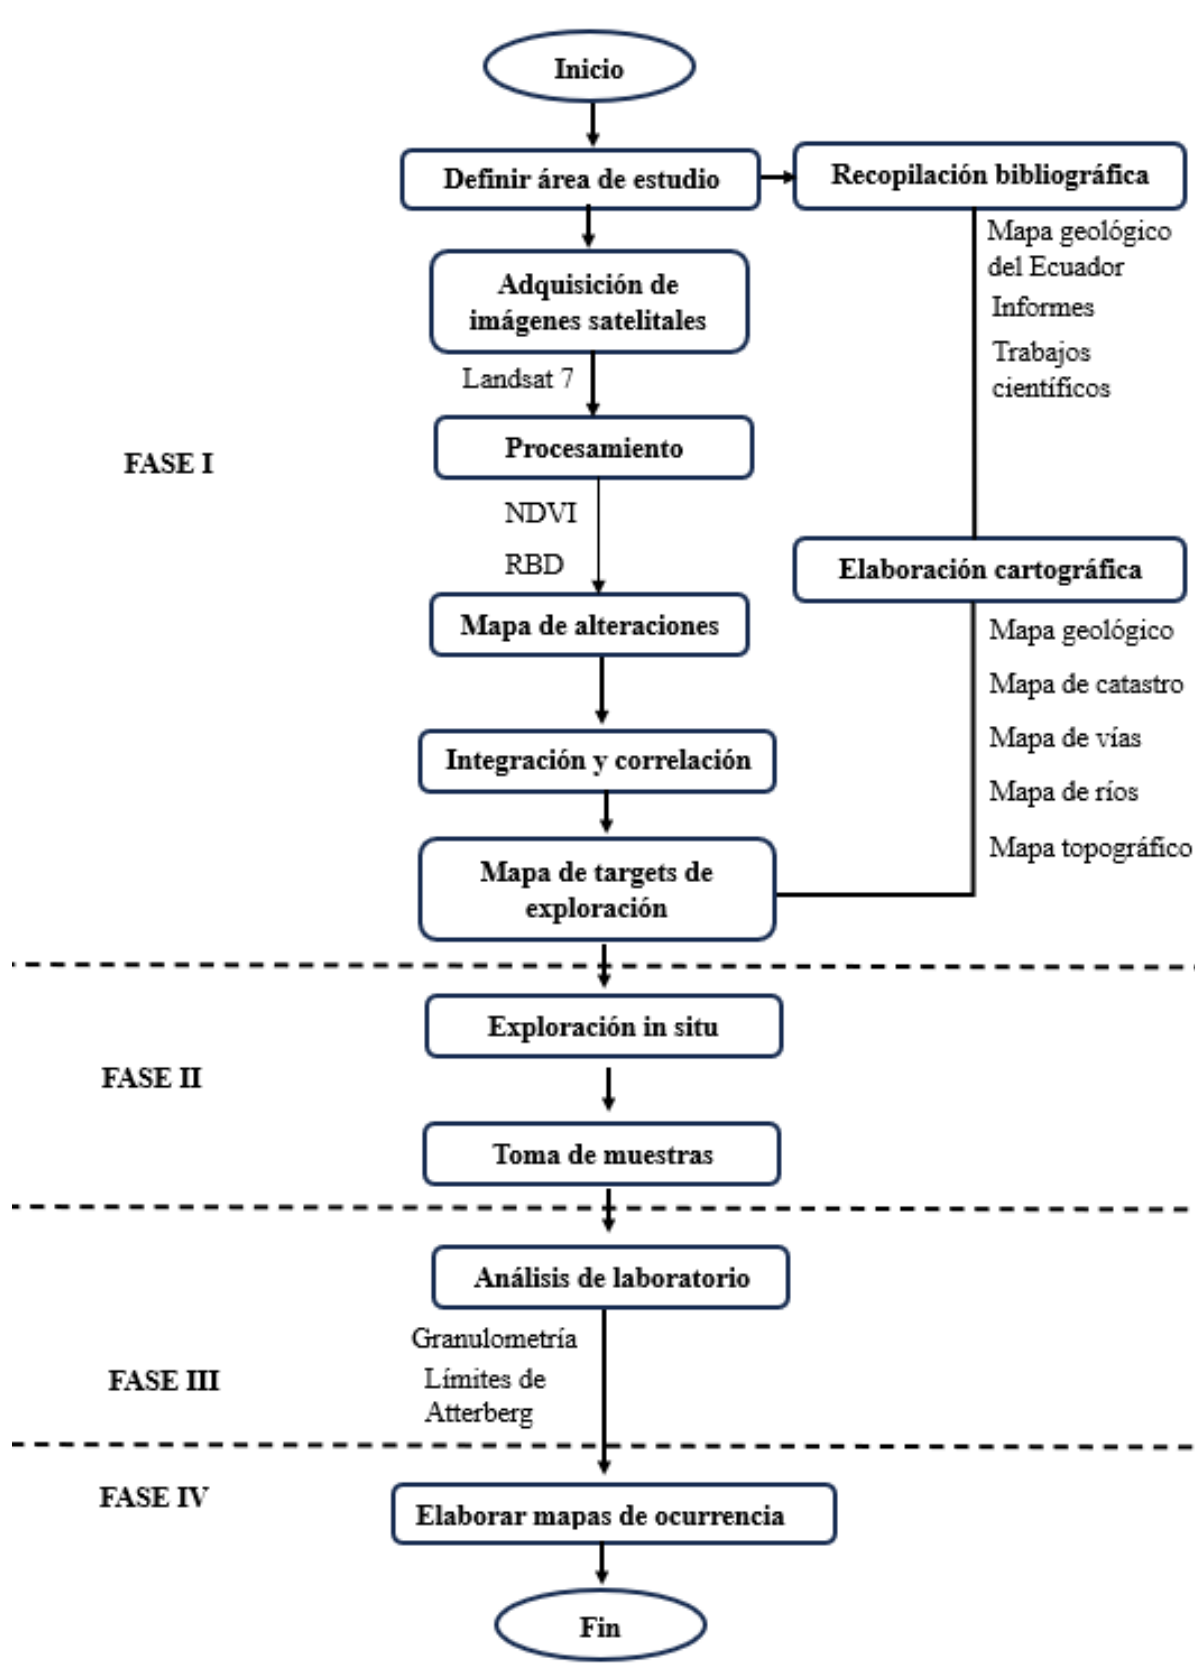 Inicio
Definir área de estudio
Recopilación bibliográfica
Mapa geológico
del Ecuador
Informes
Trabajos
científicos
Adquisición de
imágenes satelitales
Landsat 7
Procesamiento
FASE I
NDVI
RBD
Elaboración cartográfica
Mapa de alteraciones
Mapa geológico
Mapa de catastro
Mapa de vías
Mapa de ríos
Mapa topográfico
Integración y correlación
Mapa de targets de
exploración
Exploración in situ
FASE II
Toma de muestras
Análisis de laboratorio
Granulometría
FASE III
Límites de
Atterberg
FASE IV
Elaborar mapas de ocurrencia
Fin